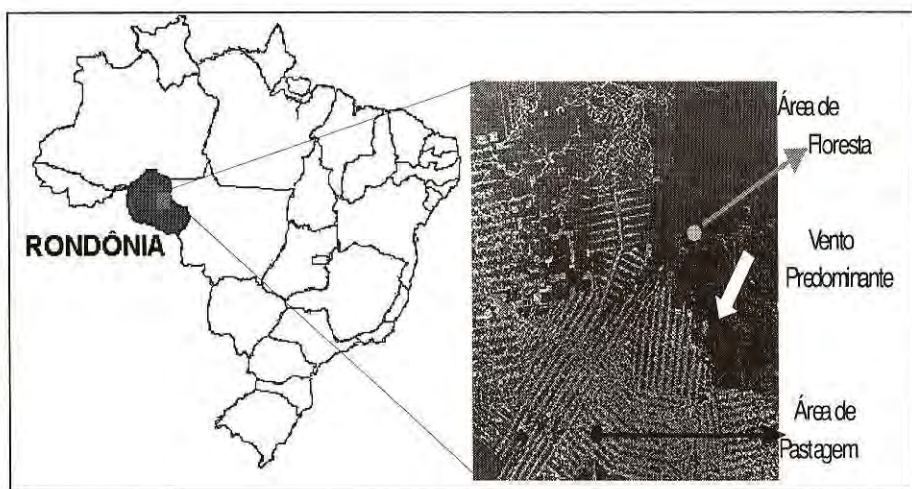 RONDÔNIA
Área de
Floresta
Vento
Predominante
Área de
Pastagem